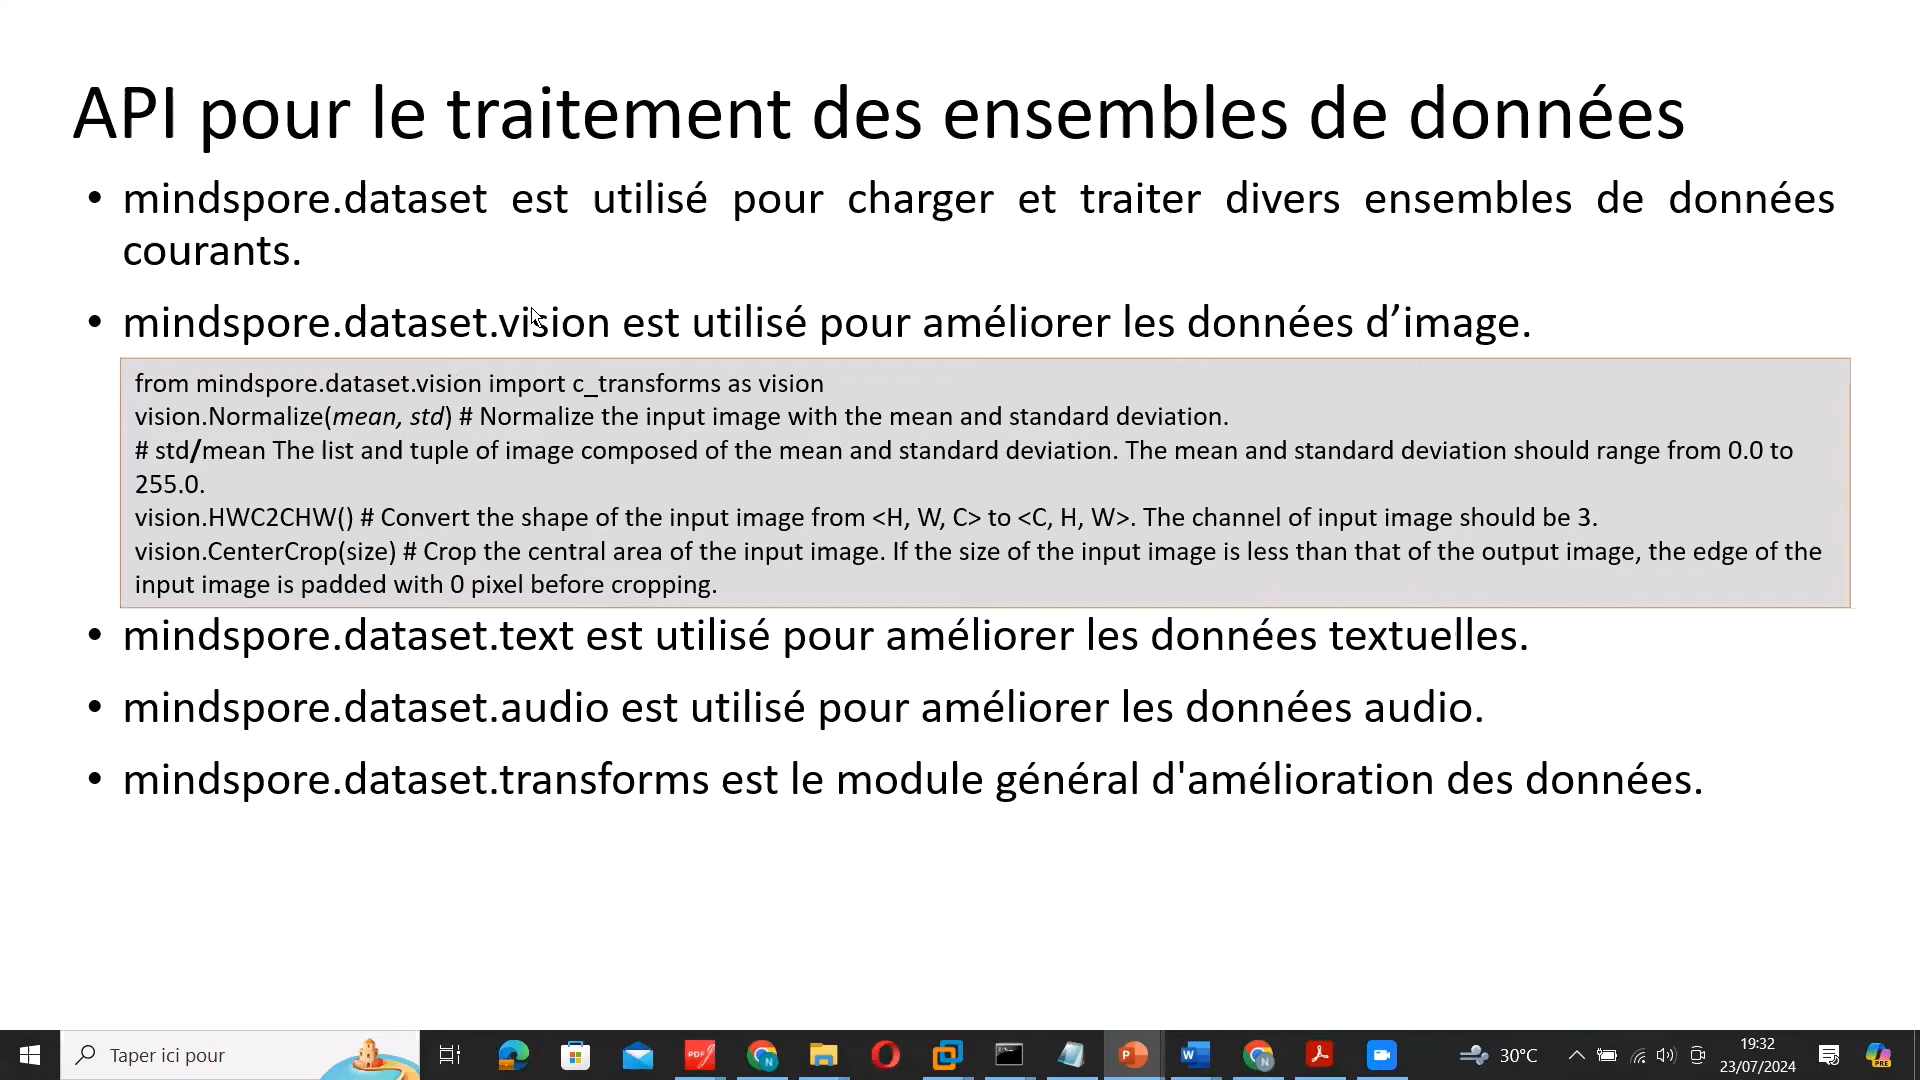 API pour le traitement des ensembles de données
• mindspore.dataset est utilisé pour charger et traiter divers ensembles de données
courants.
• mindspore.dataset.vision est utilisé pour améliorer les données d’image.
from mindspore.dataset.vision import c_transforms as vision
vision.Normalize(mean, std) # Normalize the input image with the mean and standard deviation.
# std/mean The list and tuple of image composed of the mean and standard deviation. The mean and standard deviation should range from 0.0 to
255.0.
vision.HWC2CHW() # Convert the shape of the input image from <H, W, C> to <C, H, W>. The channel of input image should be 3.
vision.CenterCrop(size) # Crop the central area of the input image. If the size of the input image is less than that of the output image, the edge of the
input image is padded with 0 pixel before cropping.
• mindspore.dataset.text est utilisé pour améliorer les données textuelles.
• mindspore.dataset.audio est utilisé pour améliorer les données audio.
• mindspore.dataset.transforms est le module général d'amélioration des données.
Taper ici pour
PDF
N
P
W
N
30°C
19:32
23/07/2024
PRE